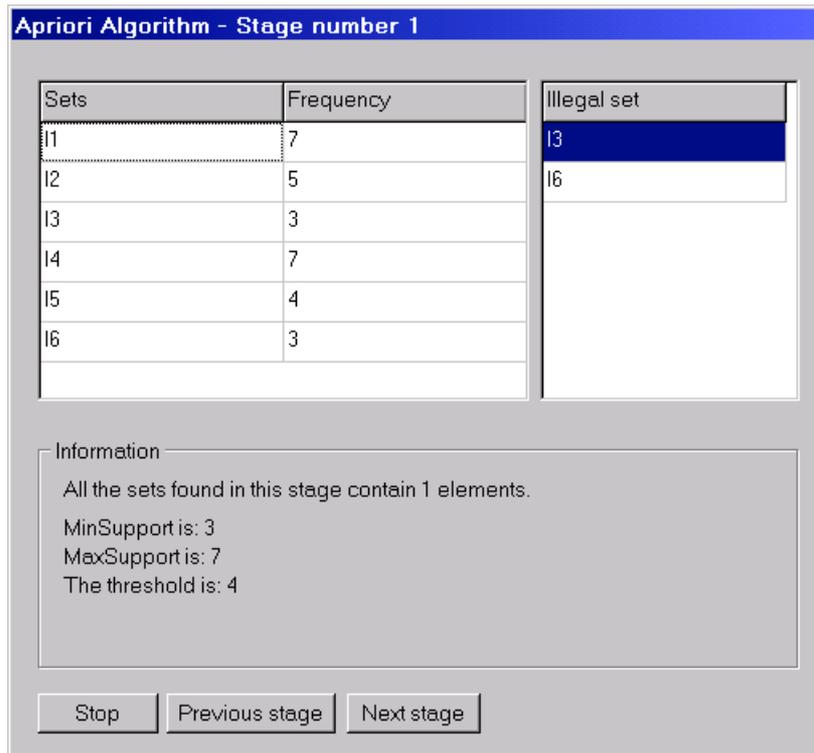 Apriori Algorithm - Stage number 1
Sets Frequency Illegal set
I1 7 I3
I2 5 I6
I3 3
I4 7
I5 4
I6 3
Information
All the sets found in this stage contain 1 elements.
MinSupport is: 3
MaxSupport is: 7
The threshold is: 4
Stop Previous stage Next stage